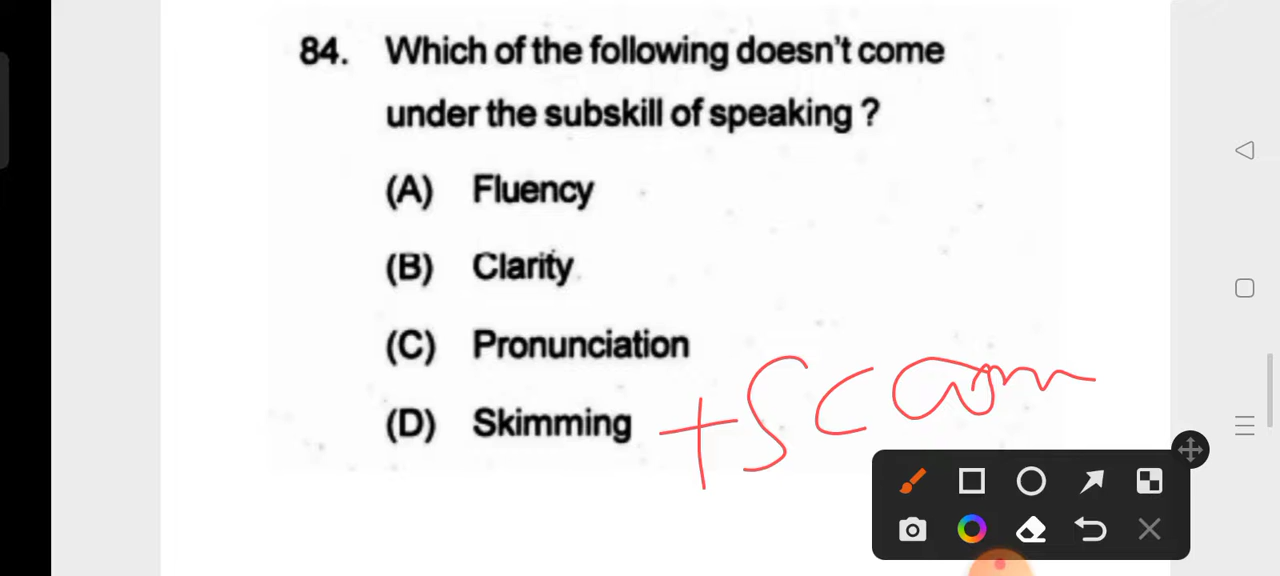 84. Which of the following doesn't come
under the subskill of speaking ?
(A) Fluency
(B) Clarity
(C) Pronunciation
(D) Skimming +